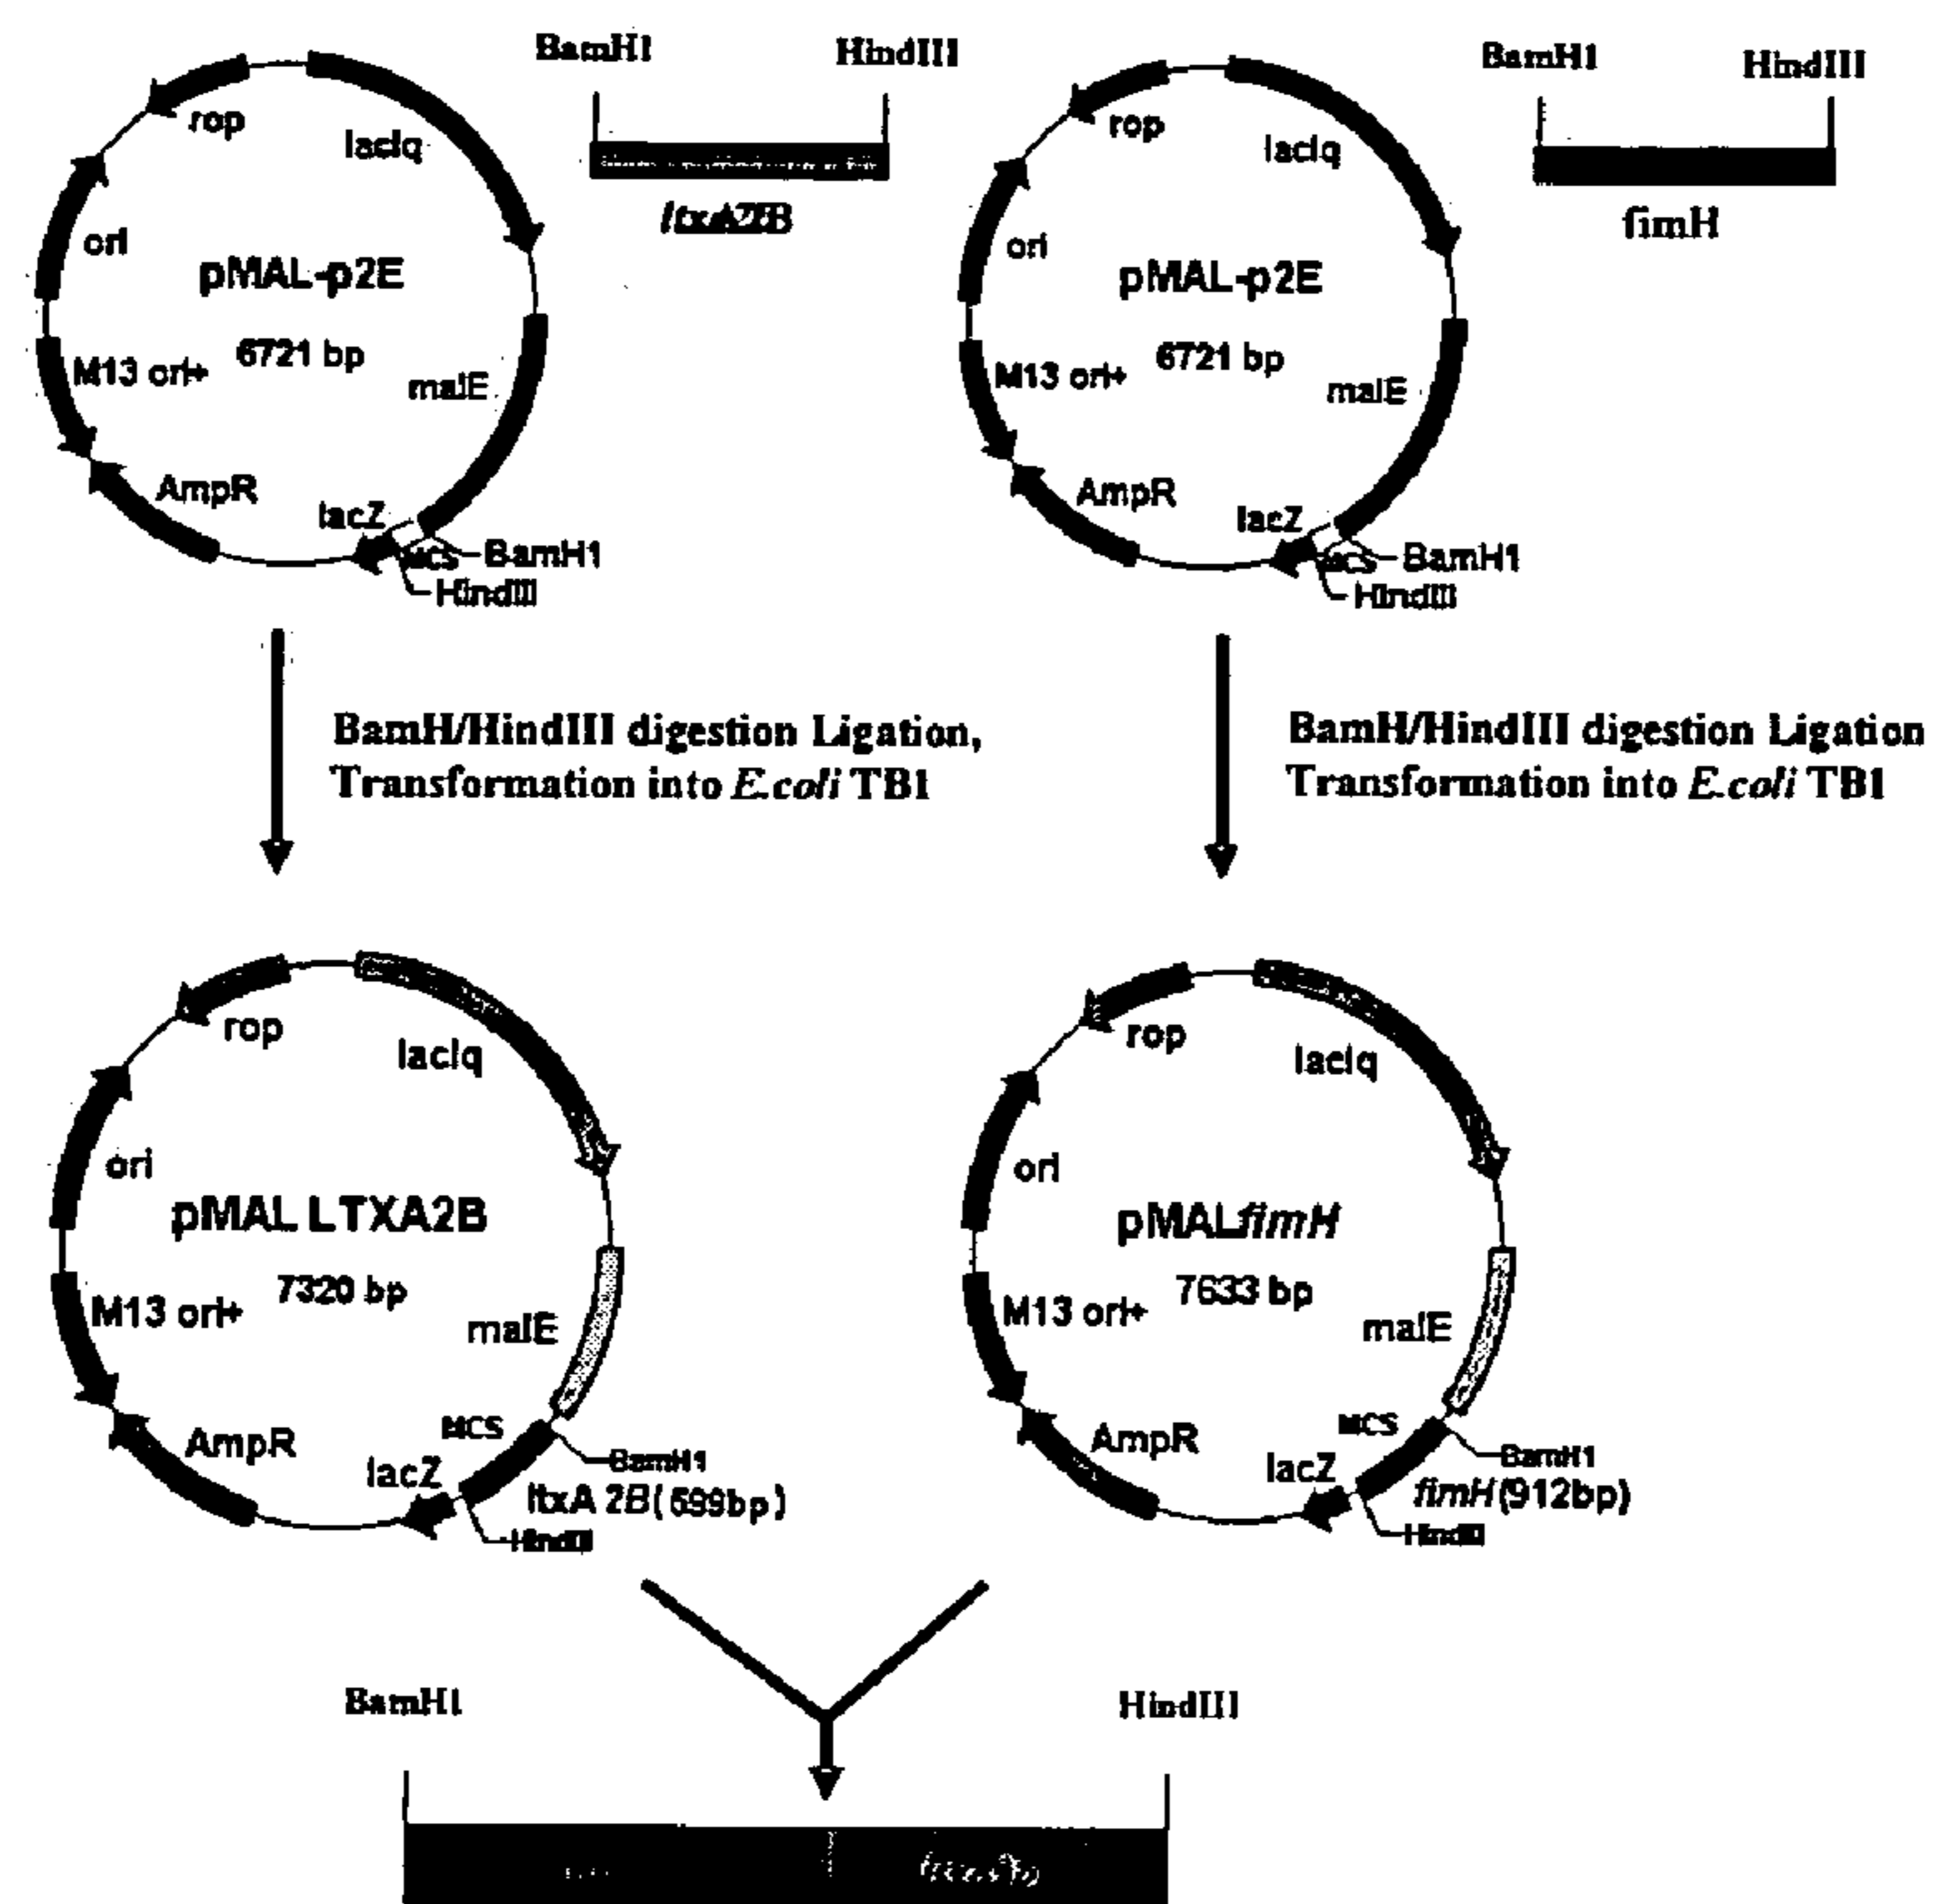 BamH1
HindIII
rop
lacIq
ltxA2B
ori
pMAL-p2E
6721 bp
M13 ori+
malE
AmpR
lacZ
MCS
BamH1
HindIII
BamH1
HindIII
rop
lacIq
fimH
ori
pMAL-p2E
6721 bp
M13 ori+
malE
AmpR
lacZ
MCS
BamH1
HindIII
BamH/HindIII digestion Ligation,
Transformation into E.coli TB1
BamH/HindIII digestion Ligation
Transformation into E.coli TB1
rop
lacIq
ori
pMAL LTXA2B
7320 bp
M13 ori+
malE
AmpR
MCS
lacZ
BamH1
ltxA 2B(599bp)
HindIII
rop
lacIq
ori
pMALfimH
7633 bp
M13 ori+
malE
AmpR
MCS
lacZ
BamH1
fimH(912bp)
HindIII
BamH1
HindIII